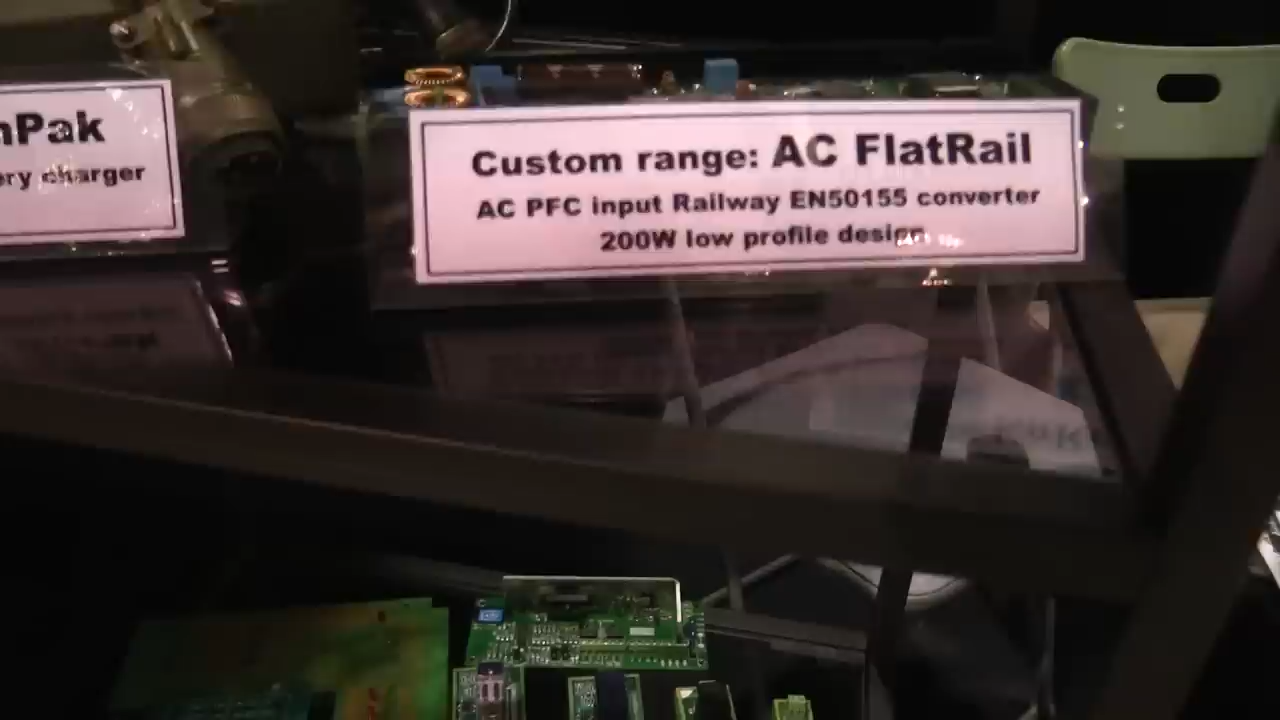 nPak
ery charger
Custom range: AC FlatRail
AC PFC input Railway EN50155 converter
200W low profile design